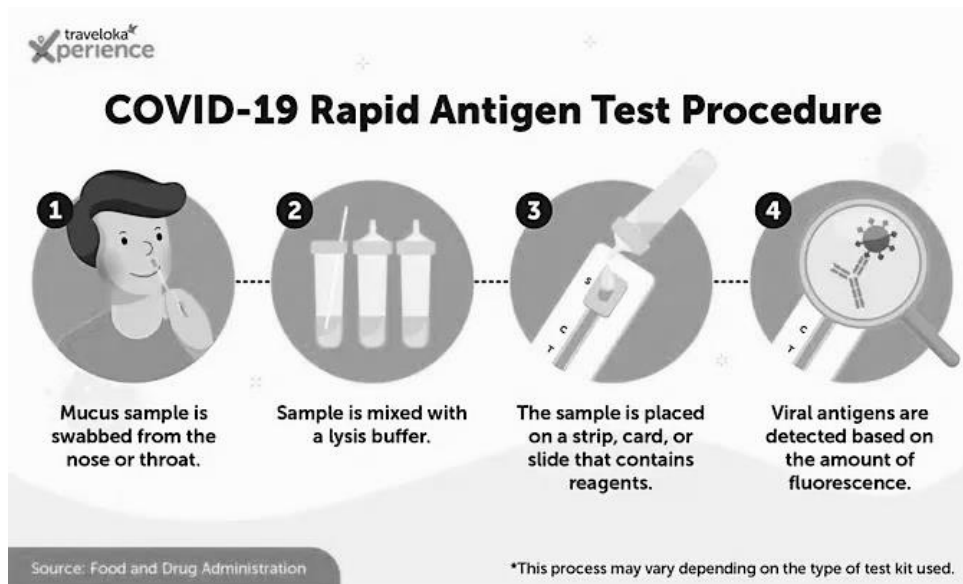 traveloka
Xperience
COVID-19 Rapid Antigen Test Procedure
1
Mucus sample is
swabbed from the
nose or throat.
2
Sample is mixed with
a lysis buffer.
3
S
C
T
The sample is placed
on a strip, card, or
slide that contains
reagents.
4
C
T
Viral antigens are
detected based on
the amount of
fluorescence.
Source: Food and Drug Administration
*This process may vary depending on the type of test kit used.